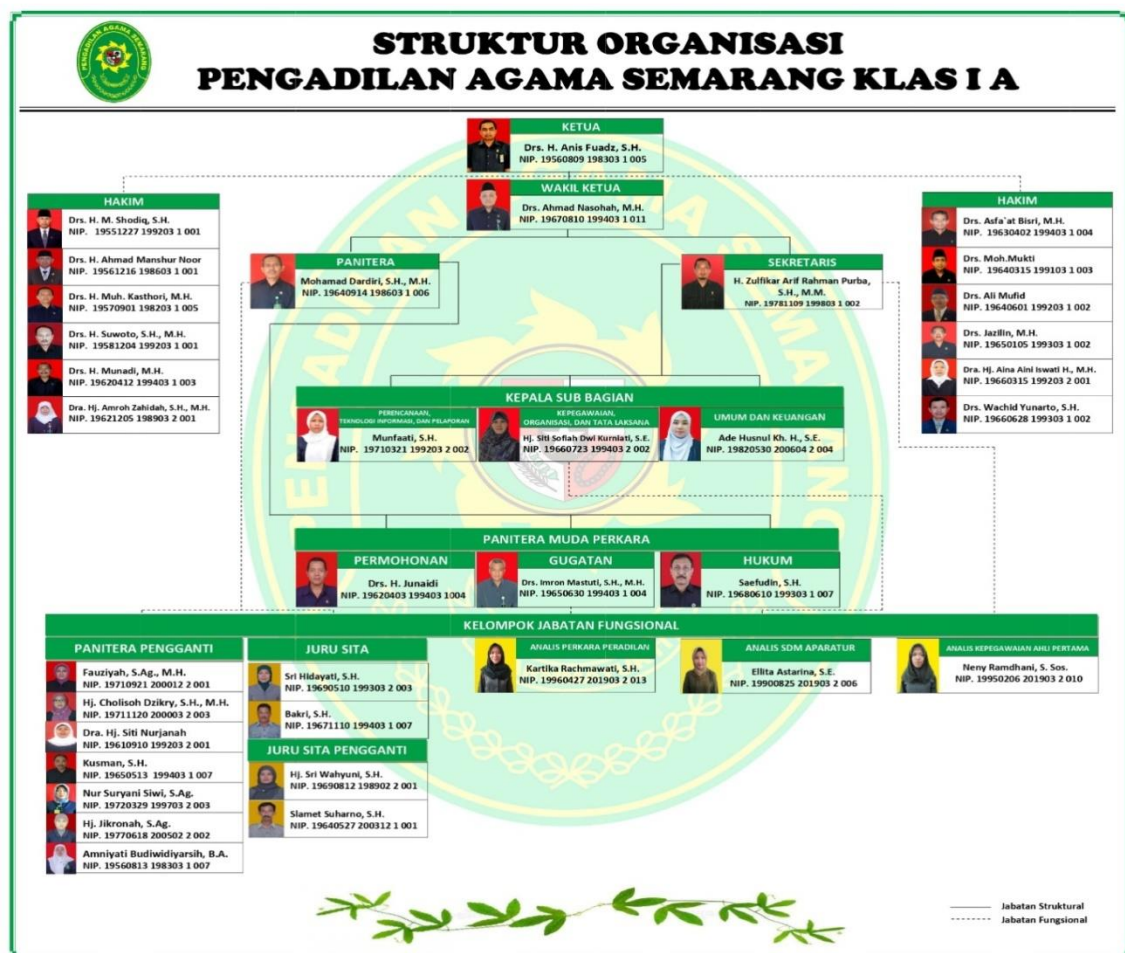 STRUKTUR ORGANISASI
PENGADILAN AGAMA SEMARANG KLAS I A
PENGADILAN AGAMA SEMARANG
KETUA
Drs. H. Anis Fuadz, S.H.
NIP. 19560809 198303 1 005
WAKIL KETUA
Drs. Ahmad Nasohah, M.H.
NIP. 19670810 199403 1 011
HAKIM
Drs. H. M. Shodiq, S.H.
NIP. 19551227 199203 1 001
Drs. H. Ahmad Manshur Noor
NIP. 19561216 198603 1 001
Drs. H. Muh. Kasthori, M.H.
NIP. 19570901 198203 1 005
Drs. H. Suwoto, S.H., M.H.
NIP. 19581204 199203 1 001
Drs. H. Munadi, M.H.
NIP. 19620412 199403 1 003
Dra. Hj. Amroh Zahidah, S.H., M.H.
NIP. 19621205 198903 2 001
HAKIM
Drs. Asfa`at Bisri, M.H.
NIP. 19630402 199403 1 004
Drs. Moh.Mukti
NIP. 19640315 199103 1 003
Drs. Ali Mufid
NIP. 19640601 199203 1 002
Drs. Jazilin, M.H.
NIP. 19650105 199303 1 002
Dra. Hj. Aina Aini Iswati H., M.H.
NIP. 19660315 199203 2 001
Drs. Wachid Yunarto, S.H.
NIP. 19660628 199303 1 002
PANITERA
Mohamad Dardiri, S.H., M.H.
NIP. 19640914 198603 1 006
SEKRETARIS
H. Zulfikar Arif Rahman Purba,
S.H., M.M.
NIP. 19781109 199803 1 002
KEPALA SUB BAGIAN
PERENCANAAN,
TEKNOLOGI INFORMASI, DAN PELAPORAN
Munfaati, S.H.
NIP. 19710321 199203 2 002
KEPEGAWAIAN,
ORGANISASI, DAN TATA LAKSANA
Hj. Siti Sofiah Dwi Kurniati, S.E.
NIP. 19660723 199403 2 002
UMUM DAN KEUANGAN
Ade Husnul Kh. H., S.E.
NIP. 19820530 200604 2 004
PANITERA MUDA PERKARA
PERMOHONAN
Drs. H. Junaidi
NIP. 19620403 199403 1004
GUGATAN
Drs. Imron Mastuti, S.H., M.H.
NIP. 19650630 199403 1 004
HUKUM
Saefudin, S.H.
NIP. 19680610 199303 1 007
KELOMPOK JABATAN FUNGSIONAL
PANITERA PENGGANTI
Fauziyah, S.Ag., M.H.
NIP. 19710921 200012 2 001
Hj. Cholisoh Dzikry, S.H., M.H.
NIP. 19711120 200003 2 003
Dra. Hj. Siti Nurjanah
NIP. 19610910 199203 2 001
Kusman, S.H.
NIP. 19650513 199403 1 007
Nur Suryani Siwi, S.Ag.
NIP. 19720329 199703 2 003
Hj. Jikronah, S.Ag.
NIP. 19770618 200502 2 002
Amniyati Budiwidiyarsih, B.A.
NIP. 19560813 198303 1 007
JURU SITA
Sri Hidayati, S.H.
NIP. 19690510 199303 2 003
Bakri, S.H.
NIP. 19671110 199403 1 007
JURU SITA PENGGANTI
Hj. Sri Wahyuni, S.H.
NIP. 19690812 198902 2 001
Slamet Suharno, S.H.
NIP. 19640527 200312 1 001
ANALIS PERKARA PERADILAN
Kartika Rachmawati, S.H.
NIP. 19960427 201903 2 013
ANALIS SDM APARATUR
Ellita Astarina, S.E.
NIP. 19900825 201903 2 006
ANALIS KEPEGAWAIAN AHLI PERTAMA
Neny Ramdhani, S. Sos.
NIP. 19950206 201903 2 010
Jabatan Struktural
Jabatan Fungsional